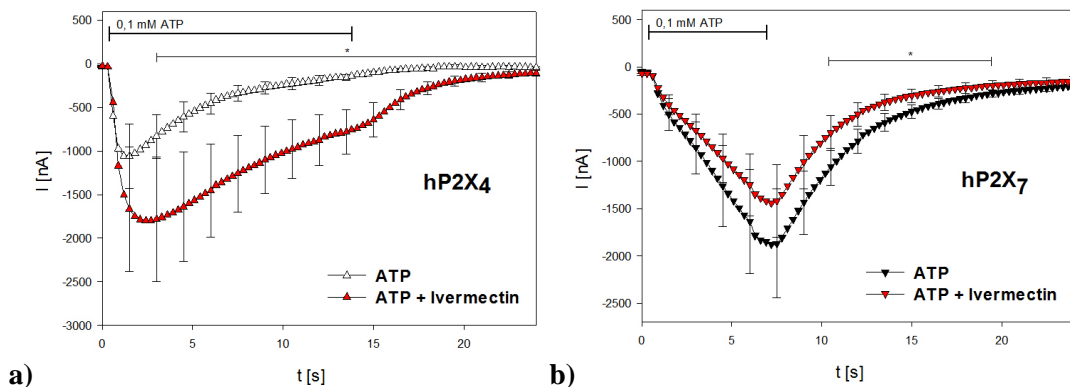 500
0,1 mM ATP
*
0
-500
I [nA]
-1000
-1500
hP2X4
-2000
-2500
ATP
ATP + Ivermectin
-3000
0 5 10 15 20
a)
t [s]
500
0,1 mM ATP
*
0
-500
I [nA]
-1000
hP2X7
-1500
-2000
ATP
ATP + Ivermectin
-2500
0 5 10 15 20
b)
t [s]